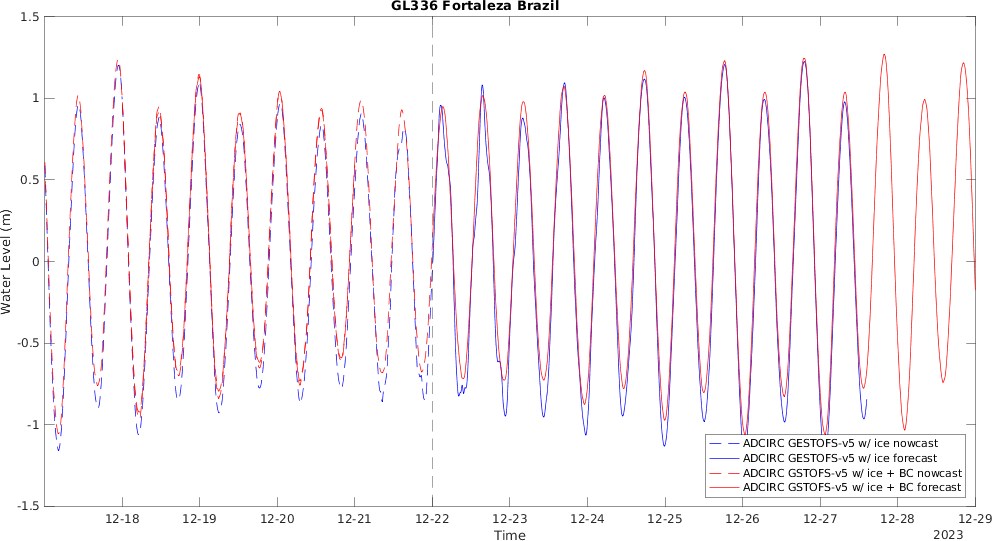 GL336 Fortaleza Brazil
1.5
1
0.5
0
-0.5
-1
-1.5
Water Level (m)
12-18 12-19 12-20 12-21 12-22 12-23 12-24 12-25 12-26 12-27 12-28 12-29
Time
2023
ADCIRC GESTOFS-v5 w/ ice nowcast
ADCIRC GESTOFS-v5 w/ ice forecast
ADCIRC GSTOFS-v5 w/ ice + BC nowcast
ADCIRC GSTOFS-v5 w/ ice + BC forecast